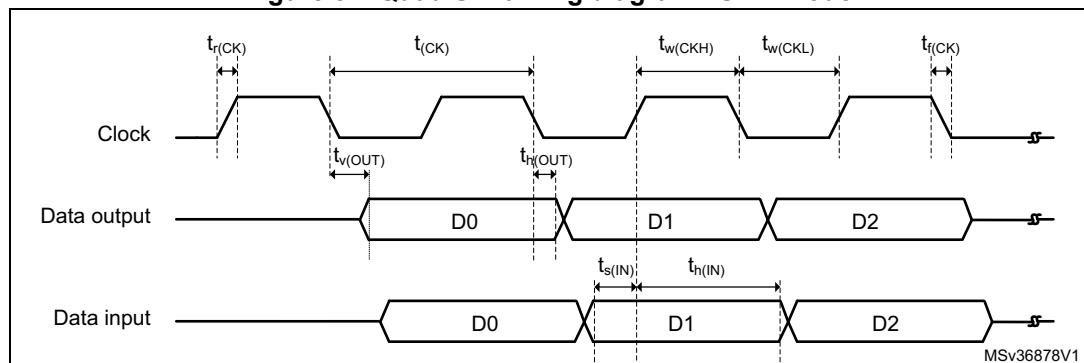 t_r(CK) t_(CK) t_w(CKH) t_w(CKL) t_f(CK)
Clock
t_v(OUT) t_h(OUT)
Data output D0 D1 D2
t_s(IN) t_h(IN)
Data input D0 D1 D2
MSv36878V1